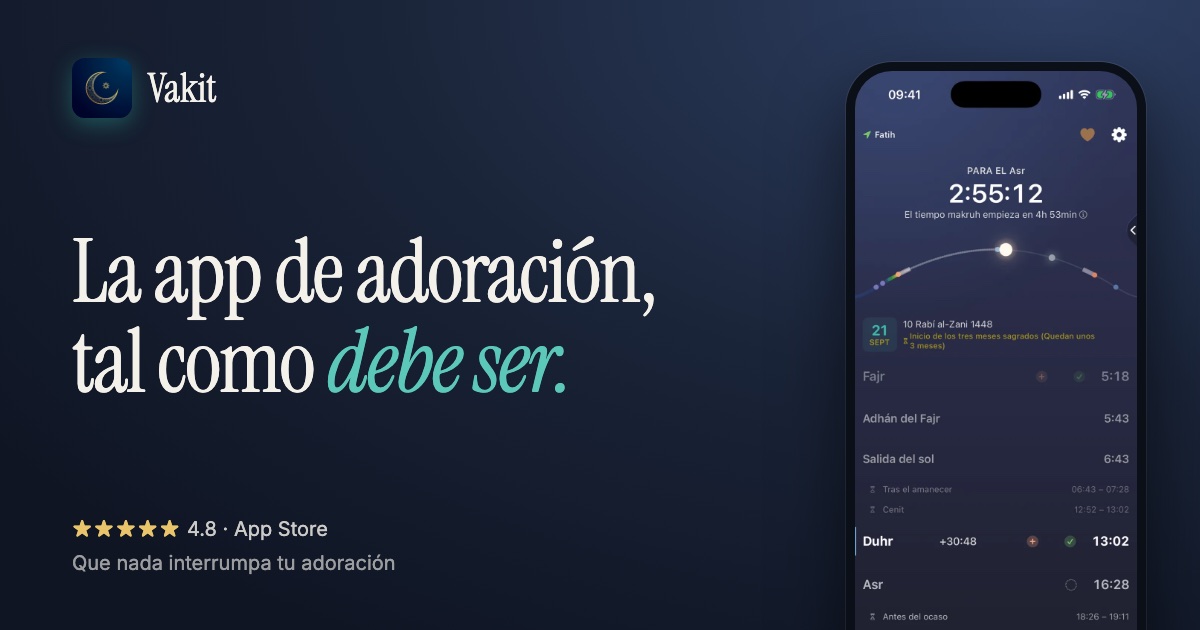 Vakit
La app de adoración,
tal como debe ser.
4.8 · App Store
Que nada interrumpa tu adoración
09:41
Fatih
PARA EL Asr
2:55:12
El tiempo makruh empieza en 4h 53min
21
SEPT
10 Rabí al-Zani 1448
Inicio de los tres meses sagrados (Quedan unos
3 meses)
Fajr 5:18
Adhán del Fajr 5:43
Salida del sol 6:43
Tras el amanecer 06:43 – 07:28
Cenit 12:52 – 13:02
Duhr +30:48 13:02
Asr 16:28
Antes del ocaso 18:26 – 19:11